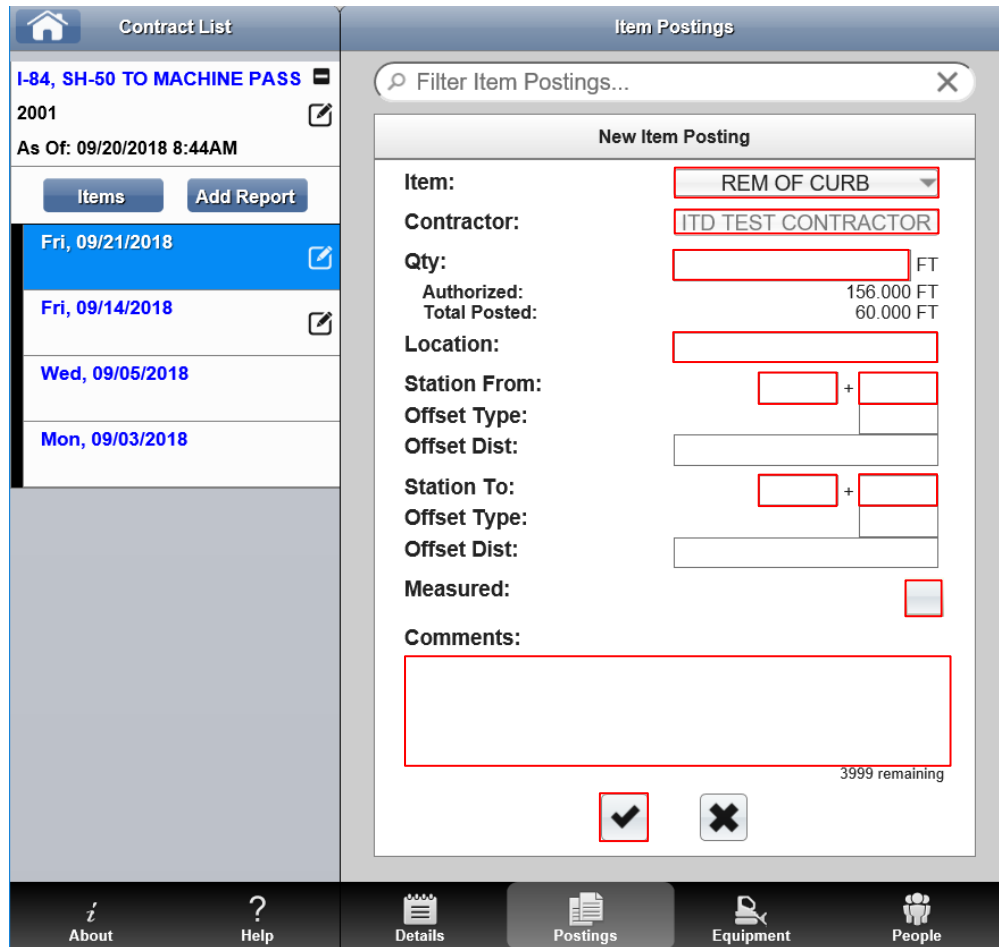 Contract List
Item Postings
I-84, SH-50 TO MACHINE PASS
2001
As Of: 09/20/2018 8:44AM
Items Add Report
Fri, 09/21/2018
Fri, 09/14/2018
Wed, 09/05/2018
Mon, 09/03/2018
Filter Item Postings...
New Item Posting
Item: REM OF CURB
Contractor: ITD TEST CONTRACTOR
Qty: FT
Authorized: 156.000 FT
Total Posted: 60.000 FT
Location:
Station From: +
Offset Type:
Offset Dist:
Station To: +
Offset Type:
Offset Dist:
Measured:
Comments:
3999 remaining
i ?
About Help Details Postings Equipment People